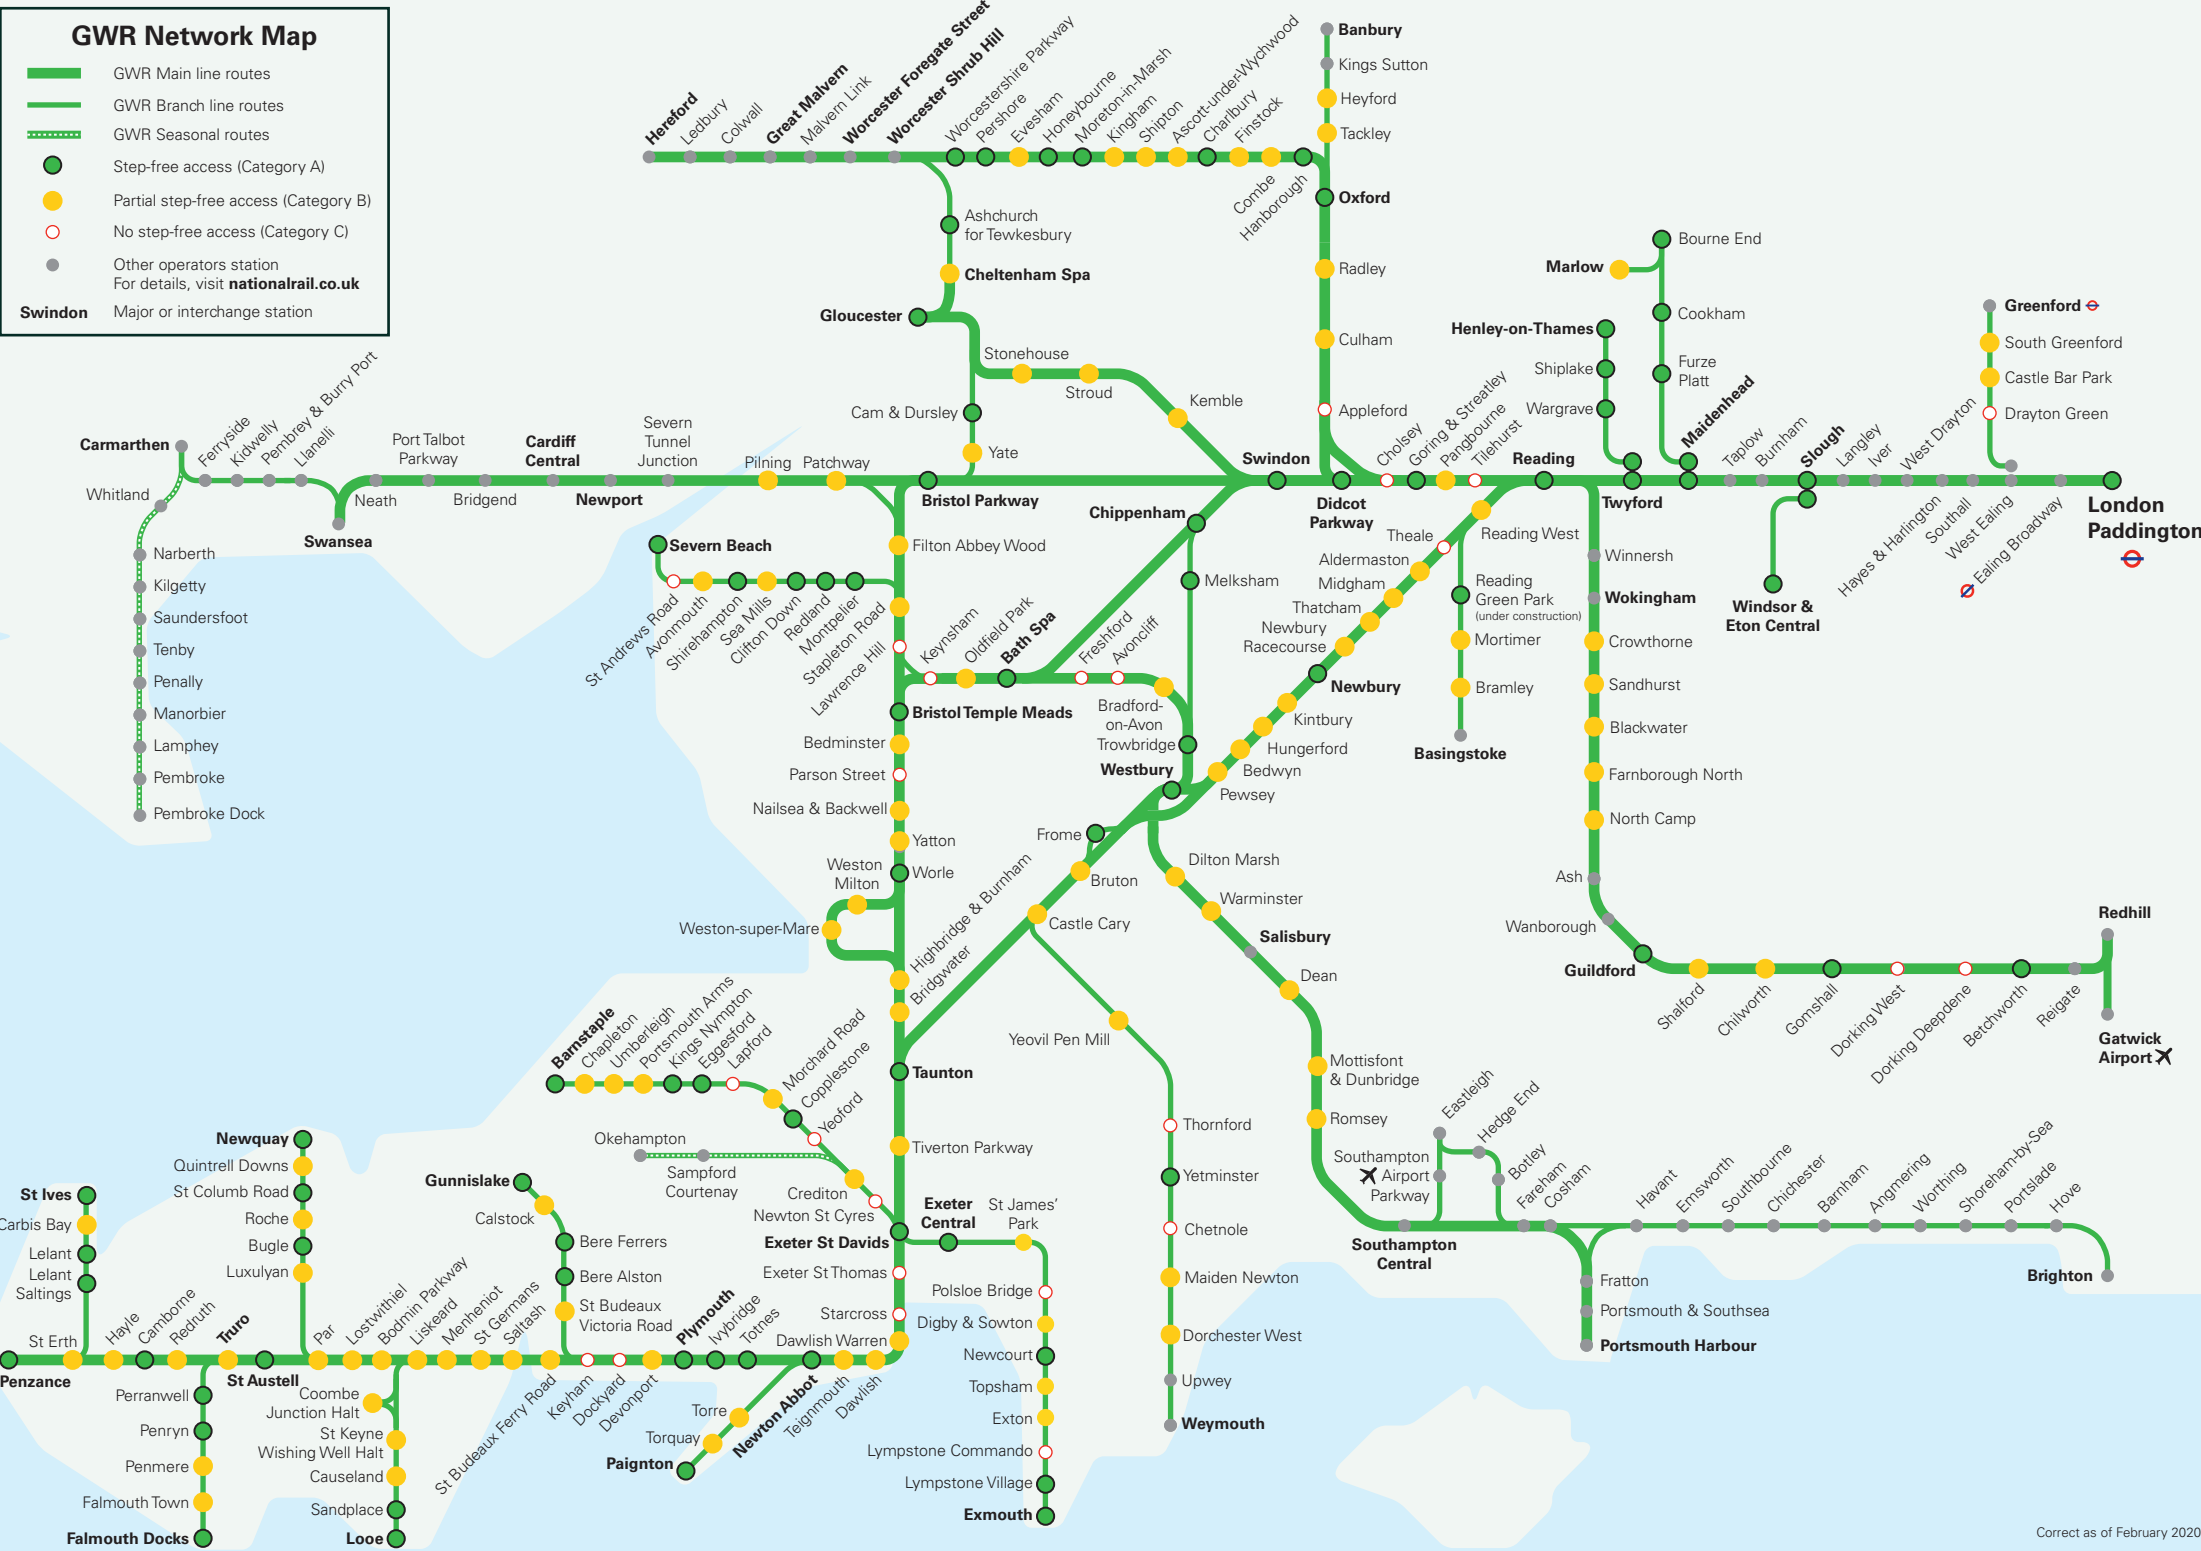 GWR Network Map
GWR Main line routes
GWR Branch line routes
GWR Seasonal routes
Step-free access (Category A)
Partial step-free access (Category B)
No step-free access (Category C)
Other operators station
For details, visit nationalrail.co.uk
Swindon Major or interchange station
Hereford
Ledbury
Colwall
Great Malvern
Malvern Link
Worcester Foregate Street
Worcester Shrub Hill
Worcestershire Parkway
Pershore
Evesham
Honeybourne
Moreton-in-Marsh
Kingham
Shipton
Ascott-under-Wychwood
Charlbury
Finstock
Combe
Hanborough
Banbury
Kings Sutton
Heyford
Tackley
Oxford
Radley
Culham
Appleford
Ashchurch
for Tewkesbury
Cheltenham Spa
Gloucester
Stonehouse
Stroud
Kemble
Cam & Dursley
Yate
Marlow
Bourne End
Cookham
Furze
Platt
Maidenhead
Henley-on-Thames
Shiplake
Wargrave
Greenford
South Greenford
Castle Bar Park
Drayton Green
Carmarthen
Ferryside
Kidwelly
Pembrey & Burry Port
Llanelli
Whitland
Narberth
Kilgetty
Saundersfoot
Tenby
Penally
Manorbier
Lamphey
Pembroke
Pembroke Dock
Swansea
Neath
Port Talbot
Parkway
Bridgend
Cardiff
Central
Newport
Severn
Tunnel
Junction
Pilning
Patchway
Bristol Parkway
Swindon
Didcot
Parkway
Cholsey
Goring & Streatley
Pangbourne
Tilehurst
Reading
Twyford
Taplow
Burnham
Slough
Langley
Iver
West Drayton
Hayes & Harlington
Southall
West Ealing
Ealing Broadway
London
Paddington
Windsor &
Eton Central
Chippenham
Melksham
Filton Abbey Wood
Severn Beach
St Andrews Road
Avonmouth
Shirehampton
Sea Mills
Clifton Down
Redland
Montpelier
Stapleton Road
Lawrence Hill
Keynsham
Oldfield Park
Bath Spa
Freshford
Avoncliff
Bradford-
on-Avon
Trowbridge
Westbury
Bristol Temple Meads
Bedminster
Parson Street
Nailsea & Backwell
Yatton
Worle
Weston
Milton
Weston-super-Mare
Highbridge & Burnham
Bridgwater
Taunton
Tiverton Parkway
Reading West
Theale
Aldermaston
Midgham
Thatcham
Newbury
Racecourse
Newbury
Kintbury
Hungerford
Bedwyn
Pewsey
Reading
Green Park
(under construction)
Mortimer
Bramley
Basingstoke
Winnersh
Wokingham
Crowthorne
Sandhurst
Blackwater
Farnborough North
North Camp
Ash
Wanborough
Guildford
Shalford
Chilworth
Gomshall
Dorking West
Dorking Deepdene
Betchworth
Reigate
Redhill
Gatwick
Airport
Frome
Bruton
Castle Cary
Yeovil Pen Mill
Thornford
Yetminster
Chetnole
Maiden Newton
Dorchester West
Upwey
Weymouth
Dilton Marsh
Warminster
Salisbury
Dean
Mottisfont
& Dunbridge
Romsey
Southampton
Central
Southampton
Airport
Parkway
Eastleigh
Hedge End
Botley
Fareham
Cosham
Havant
Emsworth
Southbourne
Chichester
Barnham
Angmering
Worthing
Shoreham-by-Sea
Portslade
Hove
Brighton
Fratton
Portsmouth & Southsea
Portsmouth Harbour
Barnstaple
Chapleton
Umberleigh
Portsmouth Arms
Kings Nympton
Eggesford
Lapford
Morchard Road
Copplestone
Yeoford
Okehampton
Sampford
Courtenay
Crediton
Newton St Cyres
Exeter St Davids
Exeter
Central
St James'
Park
Exeter St Thomas
Starcross
Dawlish Warren
Polsloe Bridge
Digby & Sowton
Newcourt
Topsham
Exton
Lympstone Commando
Lympstone Village
Exmouth
Newquay
Quintrell Downs
St Columb Road
Roche
Bugle
Luxulyan
St Ives
Carbis Bay
Lelant
Lelant
Saltings
St Erth
Penzance
Hayle
Camborne
Redruth
Truro
St Austell
Par
Lostwithiel
Bodmin Parkway
Liskeard
Menheniot
St Germans
Saltash
St Budeaux Ferry Road
Keyham
Dockyard
Devonport
Plymouth
Ivybridge
Totnes
Newton Abbot
Teignmouth
Dawlish
Gunnislake
Calstock
Bere Ferrers
Bere Alston
St Budeaux
Victoria Road
Torre
Torquay
Paignton
Perranwell
Penryn
Penmere
Falmouth Town
Falmouth Docks
Coombe
Junction Halt
St Keyne
Wishing Well Halt
Causeland
Sandplace
Looe
Correct as of February 2020